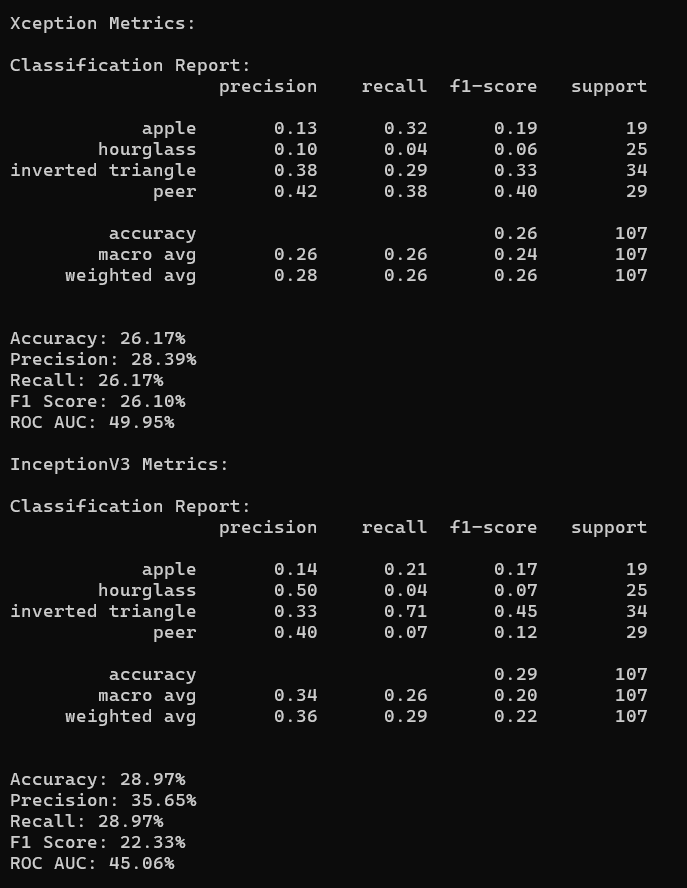 Xception Metrics:
Classification Report:
precision recall f1-score support
apple 0.13 0.32 0.19 19
hourglass 0.10 0.04 0.06 25
inverted triangle 0.38 0.29 0.33 34
peer 0.42 0.38 0.40 29
accuracy 0.26 107
macro avg 0.26 0.26 0.24 107
weighted avg 0.28 0.26 0.26 107
Accuracy: 26.17%
Precision: 28.39%
Recall: 26.17%
F1 Score: 26.10%
ROC AUC: 49.95%
InceptionV3 Metrics:
Classification Report:
precision recall f1-score support
apple 0.14 0.21 0.17 19
hourglass 0.50 0.04 0.07 25
inverted triangle 0.33 0.71 0.45 34
peer 0.40 0.07 0.12 29
accuracy 0.29 107
macro avg 0.34 0.26 0.20 107
weighted avg 0.36 0.29 0.22 107
Accuracy: 28.97%
Precision: 35.65%
Recall: 28.97%
F1 Score: 22.33%
ROC AUC: 45.06%